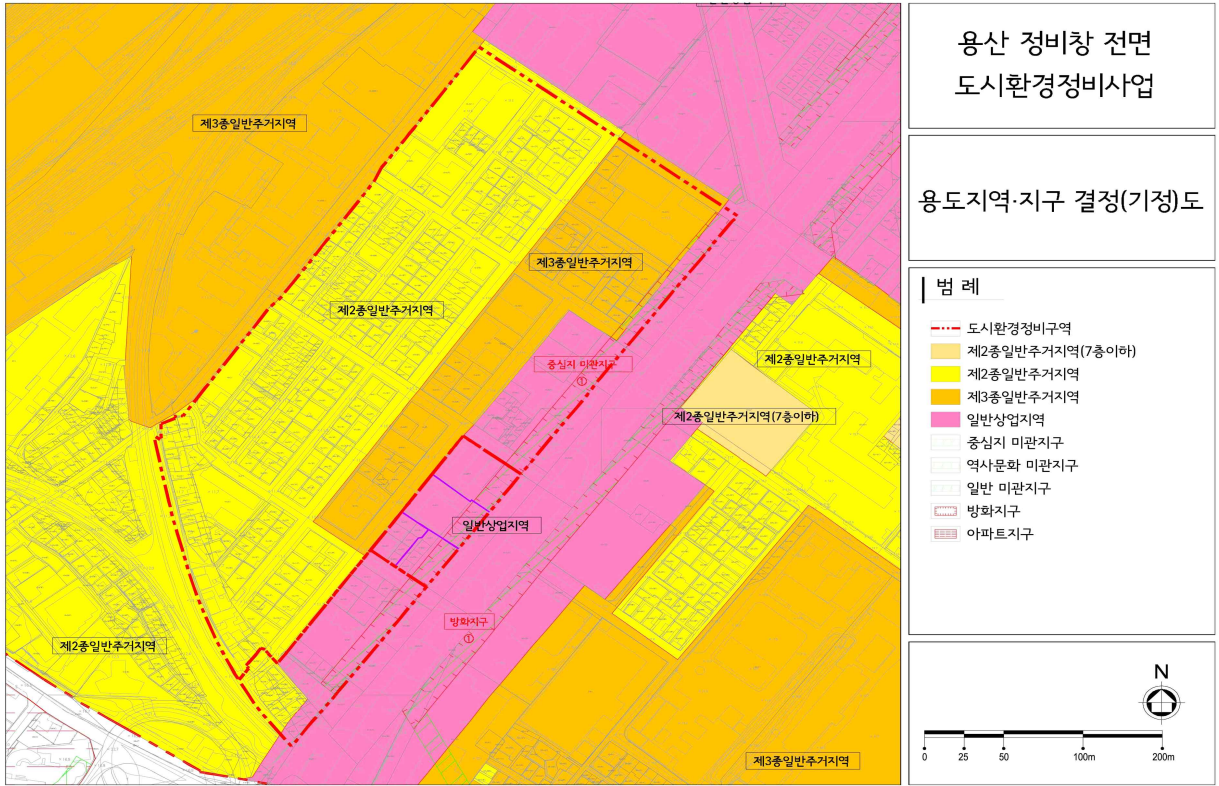 용산 정비창 전면
도시환경정비사업
용도지역·지구 결정(기정)도
범 례
도시환경정비구역
제2종일반주거지역(7층이하)
제2종일반주거지역
제3종일반주거지역
일반상업지역
중심지 미관지구
역사문화 미관지구
일반 미관지구
방화지구
아파트지구
N
0 25 50 100m 200m
제3종일반주거지역
제3종일반주거지역
제2종일반주거지역
중심지 미관지구
①
제2종일반주거지역
제2종일반주거지역(7층이하)
일반상업지역
방화지구
①
제2종일반주거지역
제3종일반주거지역